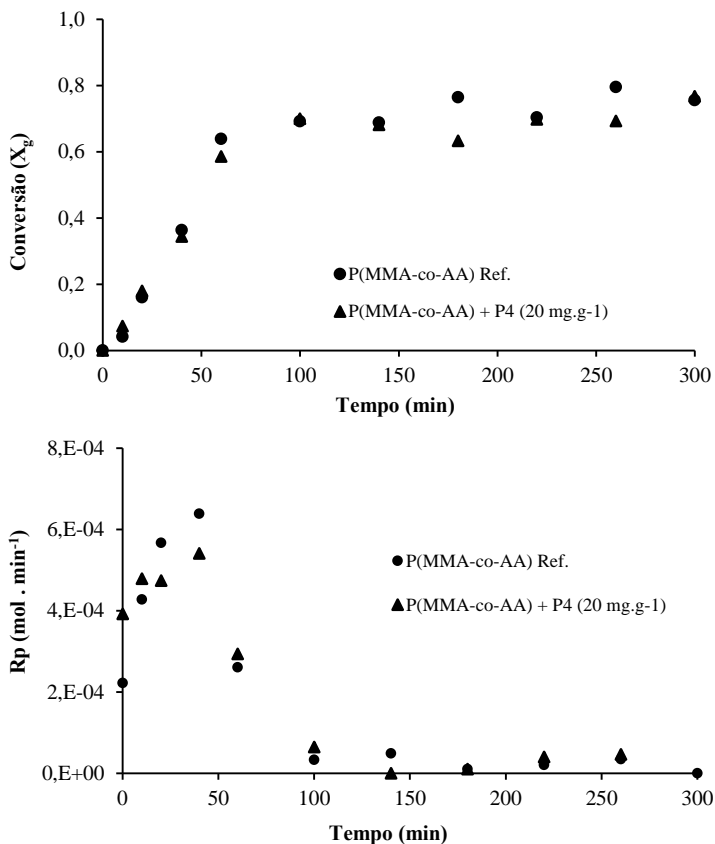 1,0
0,8
0,6
0,4
0,2
0,0
Conversão (Xg)
P(MMA-co-AA) Ref.
P(MMA-co-AA) + P4 (20 mg.g-1)
0 50 100 150 200 250 300
Tempo (min)
8,E-04
6,E-04
4,E-04
2,E-04
0,E+00
Rp (mol . min-1)
P(MMA-co-AA) Ref.
P(MMA-co-AA) + P4 (20 mg.g-1)
0 50 100 150 200 250 300
Tempo (min)